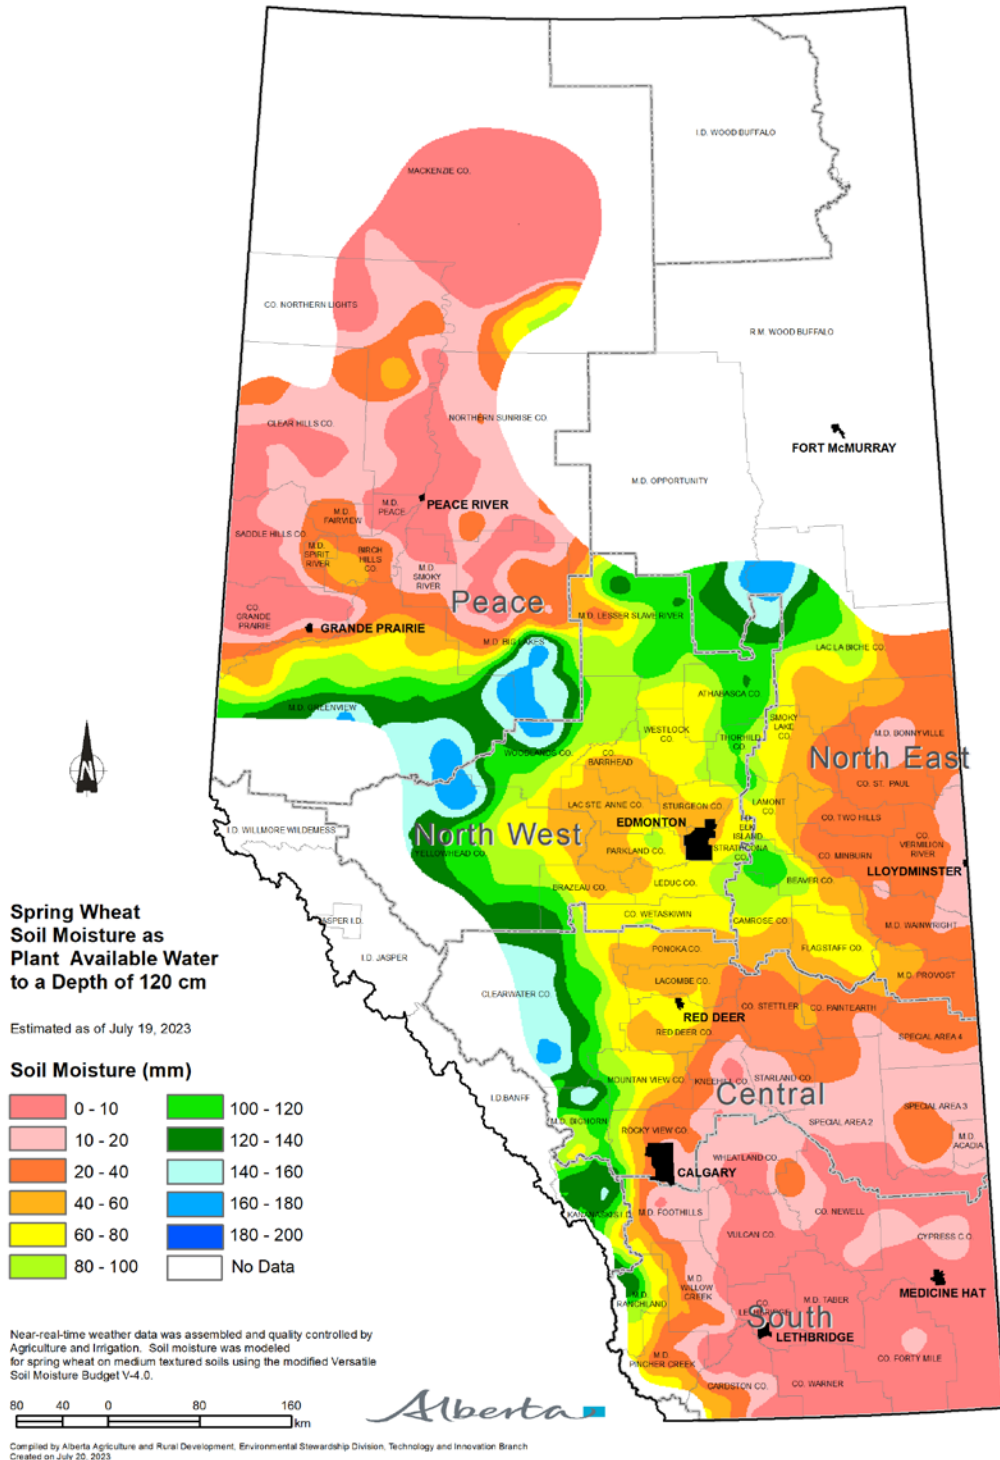 I.D. WOOD BUFFALO
MACKENZIE CO.
CO. NORTHERN LIGHTS
R.M. WOOD BUFFALO
CLEAR HILLS CO.
NORTHERN SUNRISE CO.
FORT McMURRAY
M.D. OPPORTUNITY
PEACE RIVER
M.D.
PEACE
M.D.
FAIRVIEW
SADDLE HILLS CO.
M.D.
SPIRIT
RIVER
BIRCH
HILLS
CO.
M.D.
SMOKY
RIVER
Peace
CO.
GRANDE
PRAIRIE
GRANDE PRAIRIE
M.D. LESSER SLAVE RIVER
M.D. BIG LAKES
LAC LA BICHE CO.
M.D. GREENVIEW
ATHABASCA CO.
SMOKY
LAKE
CO.
WESTLOCK
CO.
THORHILD
CO.
M.D. BONNYVILLE
WOODLANDS CO.
CO.
BARRHEAD
North East
CO. ST. PAUL
LAC STE ANNE CO.
STURGEON CO.
LAMONT
CO.
CO. TWO HILLS
EDMONTON
ELK
ISLAND
I.D. WILLMORE WILDERNESS
North West
CO.
VERMILION
RIVER
YELLOWHEAD CO.
PARKLAND CO.
STRATHCONA
CO.
CO. MINBURN
LLOYDMINSTER
LEDUC CO.
BEAVER CO.
BRAZEAU CO.
CO. WETASKIWIN
CAMROSE CO.
M.D. WAINWRIGHT
JASPER I.D.
I.D. JASPER
PONOKA CO.
FLAGSTAFF CO.
M.D. PROVOST
LACOMBE CO.
CLEARWATER CO.
RED DEER
CO. STETTLER
CO. PAINTEARTH
RED DEER CO.
SPECIAL AREA 4
MOUNTAIN VIEW CO.
KNEEHILL CO.
STARLAND CO.
I.D.BANFF
Central
M.D. BIGHORN
SPECIAL AREA 2
SPECIAL AREA 3
ROCKY VIEW CO.
M.D.
ACADIA
CALGARY
WHEATLAND CO.
KANANASKIS I.D.
M.D. FOOTHILLS
CO. NEWELL
VULCAN CO.
CYPRESS CO.
M.D.
WILLOW
CREEK
M.D.
RANCHLAND
MEDICINE HAT
CO.
LETHBRIDGE
M.D. TABER
South
LETHBRIDGE
M.D.
PINCHER CREEK
CO. FORTY MILE
CARDSTON CO.
CO. WARNER
N
Spring Wheat
Soil Moisture as
Plant Available Water
to a Depth of 120 cm
Estimated as of July 19, 2023
Soil Moisture (mm)
0 - 10
100 - 120
10 - 20
120 - 140
20 - 40
140 - 160
40 - 60
160 - 180
60 - 80
180 - 200
80 - 100
No Data
Near-real-time weather data was assembled and quality controlled by
Agriculture and Irrigation. Soil moisture was modeled
for spring wheat on medium textured soils using the modified Versatile
Soil Moisture Budget V-4.0.
80 40 0 80 160
km
Alberta
Compiled by Alberta Agriculture and Rural Development, Environmental Stewardship Division, Technology and Innovation Branch
Created on July 20, 2023